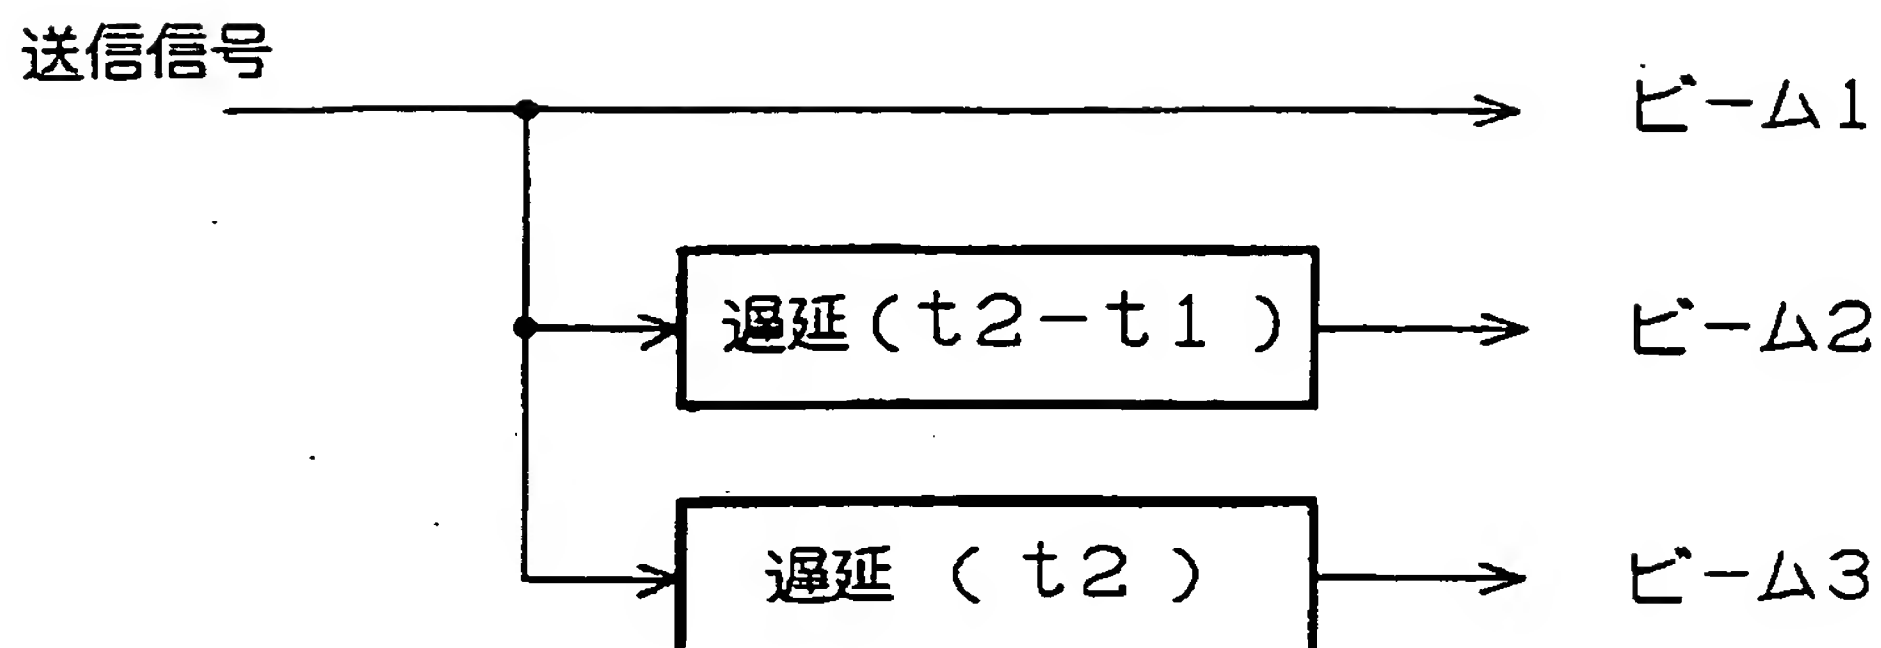 送信信号
ビーム1
遅延(t2-t1)
ビーム2
遅延(t2)
ビーム3